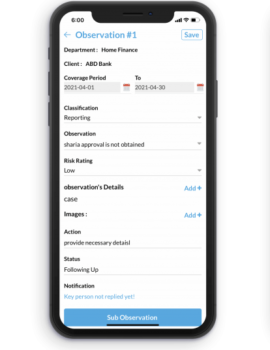 6:00
← Observation #1 Save
Department : Home Finance
Client : ABD Bank
Coverage Period To
2021-04-01 2021-04-30
Classification
Reporting
Observation
sharia approval is not obtained
Risk Rating
Low
observation's Details Add +
case
Images : Add +
Action
provide necessary detaisl
Status
Following Up
Notification
Key person not replied yet!
Sub Observation